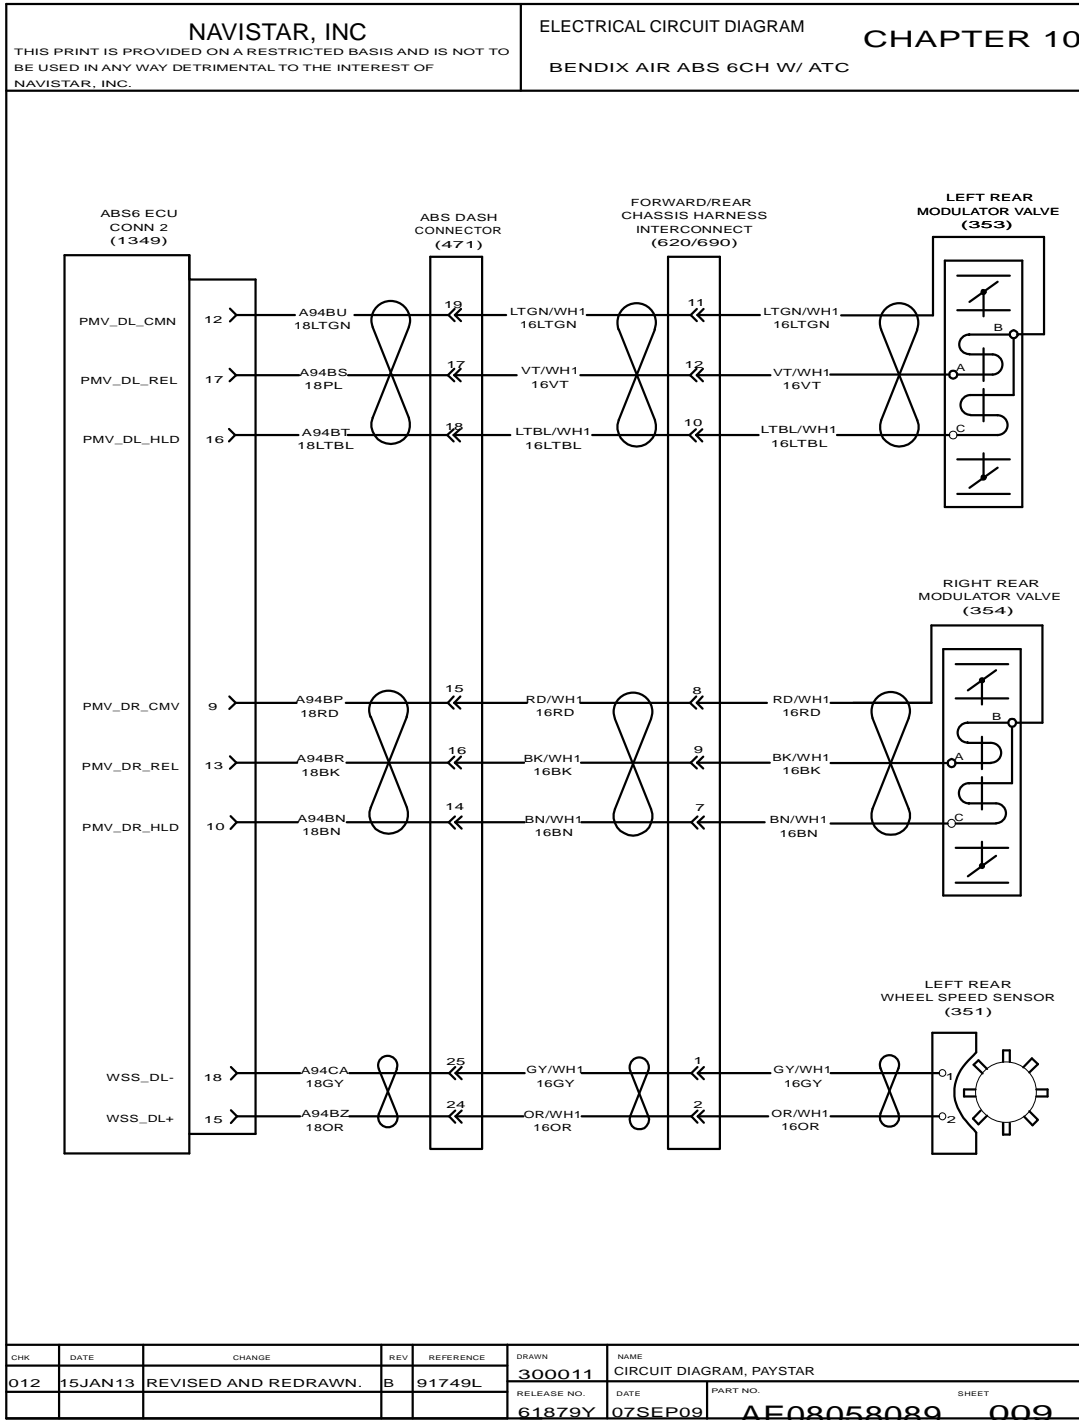 NAVISTAR, INC
THIS PRINT IS PROVIDED ON A RESTRICTED BASIS AND IS NOT TO
BE USED IN ANY WAY DETRIMENTAL TO THE INTEREST OF
NAVISTAR, INC.
ELECTRICAL CIRCUIT DIAGRAM
BENDIX AIR ABS 6CH W/ ATC
CHAPTER 10
ABS6 ECU
CONN 2
(1349)
ABS DASH
CONNECTOR
(471)
FORWARD/REAR
CHASSIS HARNESS
INTERCONNECT
(620/690)
LEFT REAR
MODULATOR VALVE
(353)
PMV_DL_CMN 12 A94BU 19 LTGN/WH1 11 LTGN/WH1
18LTGN 16LTGN 16LTGN
B
PMV_DL_REL 17 A94BS 17 VT/WH1 12 VT/WH1 A
18PL 16VT 16VT
PMV_DL_HLD 16 A94BT 18 LTBL/WH1 10 LTBL/WH1 C
18LTBL 16LTBL 16LTBL
RIGHT REAR
MODULATOR VALVE
(354)
PMV_DR_CMV 9 A94BP 15 RD/WH1 8 RD/WH1
18RD 16RD 16RD
B
PMV_DR_REL 13 A94BR 16 BK/WH1 9 BK/WH1 A
18BK 16BK 16BK
PMV_DR_HLD 10 A94BN 14 BN/WH1 7 BN/WH1 C
18BN 16BN 16BN
LEFT REAR
WHEEL SPEED SENSOR
(351)
WSS_DL- 18 A94CA 25 GY/WH1 1 GY/WH1 1
18GY 16GY 16GY
WSS_DL+ 15 A94BZ 24 OR/WH1 2 OR/WH1 2
18OR 16OR 16OR
CHK DATE CHANGE REV REFERENCE DRAWN NAME
012 15JAN13 REVISED AND REDRAWN. B 91749L 300011 CIRCUIT DIAGRAM, PAYSTAR
RELEASE NO. DATE PART NO. SHEET
61879Y 07SEP09 AE08058089 009